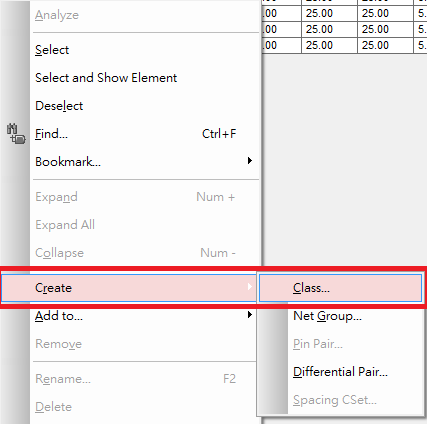 Analyze
.00 25.00 25.00 5.
.00 25.00 25.00 5.
Select
.00 25.00 25.00 5.
Select and Show Element
Deselect
Find... Ctrl+F
Bookmark...
Expand Num +
Expand All
Collapse Num -
Create
Class...
Add to...
Net Group...
Remove
Pin Pair...
Rename... F2
Differential Pair...
Delete
Spacing CSet...